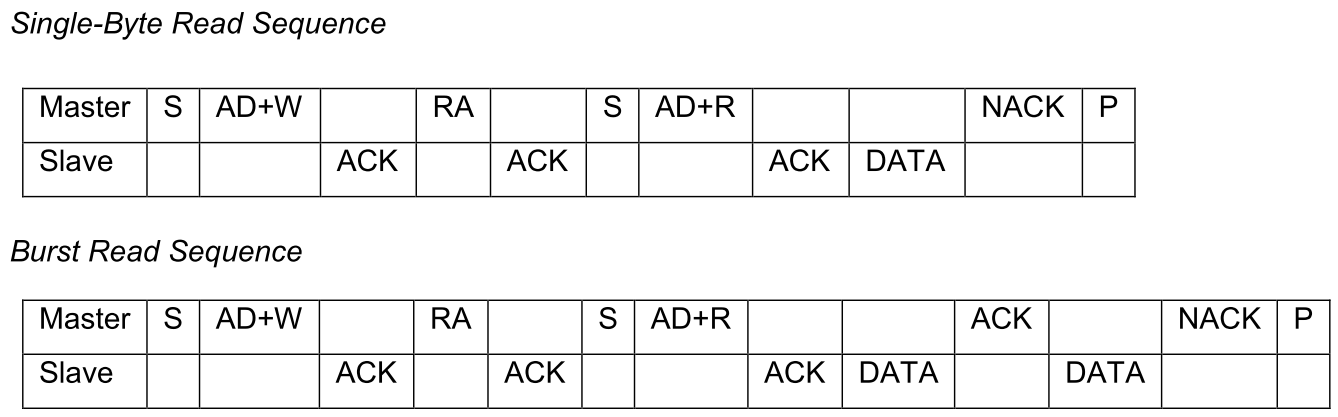 Single-Byte Read Sequence
Master S AD+W RA S AD+R NACK P
Slave ACK ACK ACK DATA
Burst Read Sequence
Master S AD+W RA S AD+R ACK NACK P
Slave ACK ACK ACK DATA DATA